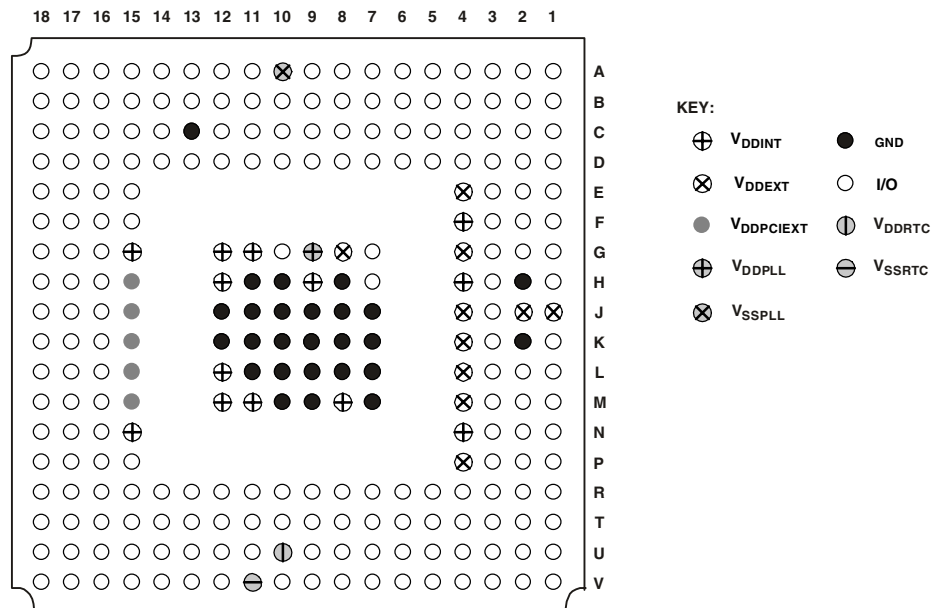 18 17 16 15 14 13 12 11 10 9 8 7 6 5 4 3 2 1
A
B
C
D
E
F
G
H
J
K
L
M
N
P
R
T
U
V
KEY:
VDDINT GND
VDDEXT I/O
VDDPCIEXT VDDRTC
VDDPLL VSSRTC
VSSPLL